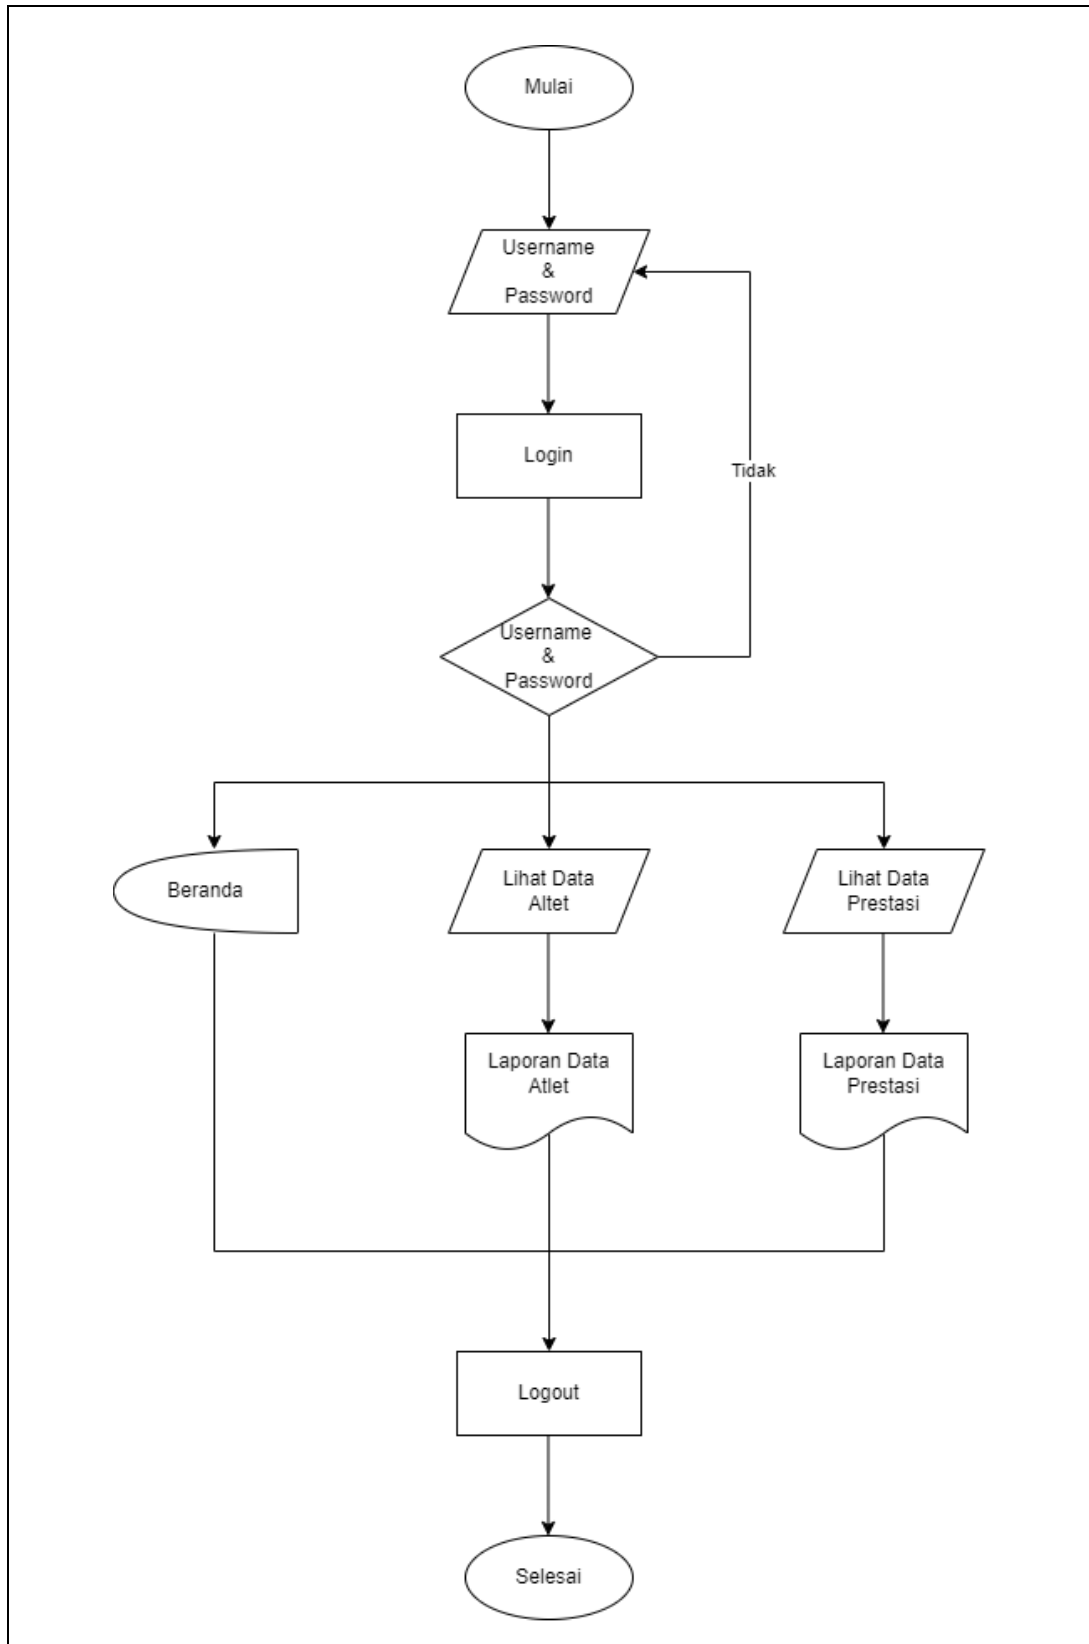 Mulai
Username
&
Password
Login
Tidak
Username
&
Password
Beranda
Lihat Data
Altet
Lihat Data
Prestasi
Laporan Data
Atlet
Laporan Data
Prestasi
Logout
Selesai